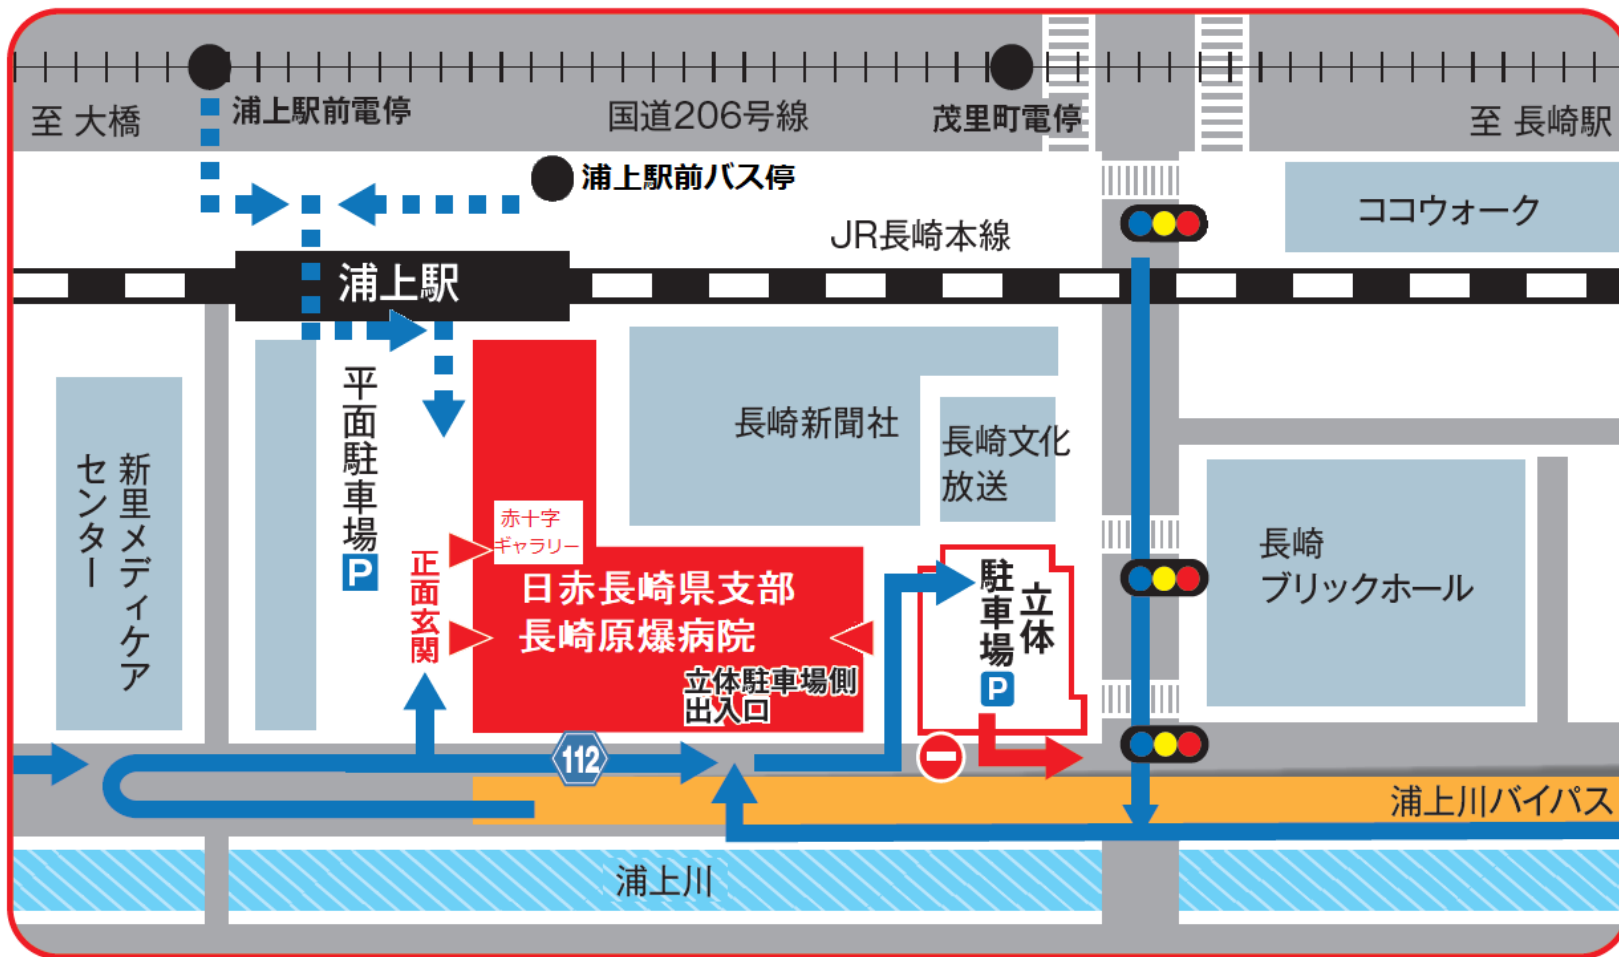 至 大橋
浦上駅前電停
国道206号線
茂里町電停
至 長崎駅
浦上駅前バス停
ココウォーク
JR長崎本線
浦上駅
平面駐車場
P
長崎新聞社
長崎文化
放送
新里メディケア
センター
赤十字
ギャラリー
正面玄関
日赤長崎県支部
長崎原爆病院
立体駐車場側
出入口
立体
駐車場
P
長崎
ブリックホール
112
浦上川バイパス
浦上川